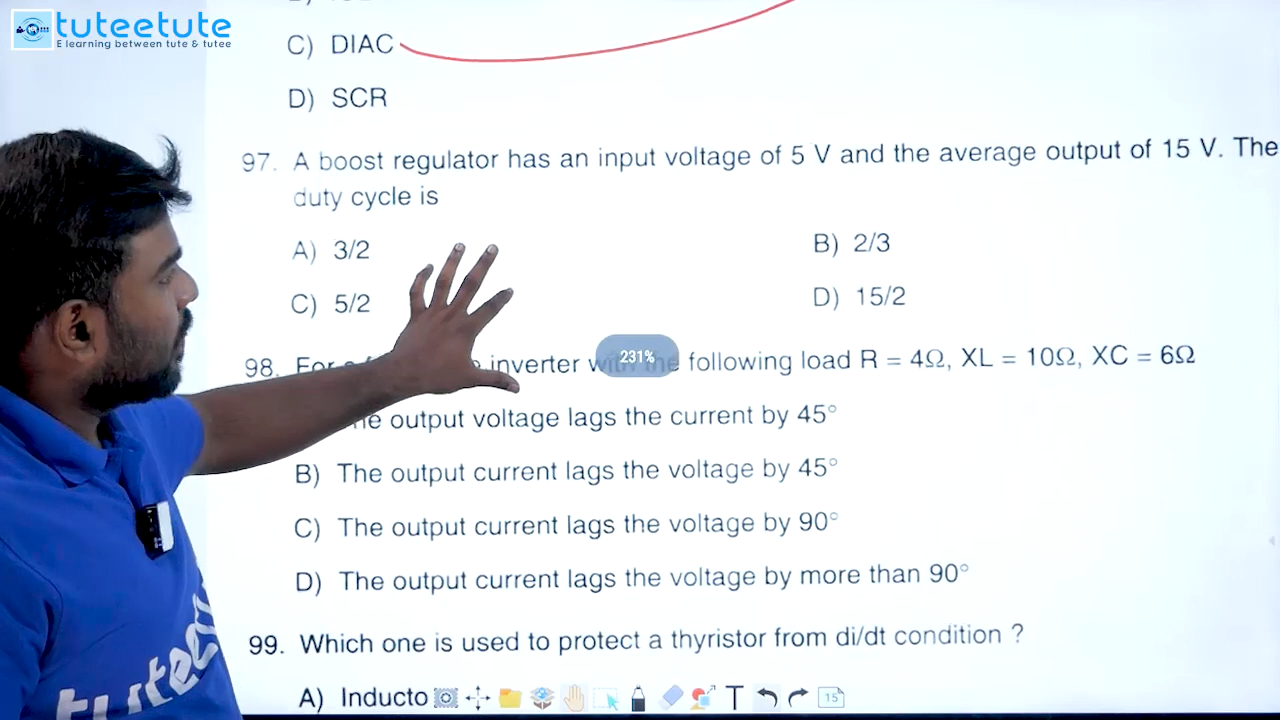 tuteetute
E learning between tute & tutee
C) DIAC
D) SCR
97. A boost regulator has an input voltage of 5 V and the average output of 15 V. The
duty cycle is
A) 3/2
B) 2/3
C) 5/2
D) 15/2
98. inverter following load R = 4Ω, XL = 10Ω, XC = 6Ω
231%
output voltage lags the current by 45°
B) The output current lags the voltage by 45°
C) The output current lags the voltage by 90°
D) The output current lags the voltage by more than 90°
99. Which one is used to protect a thyristor from di/dt condition ?
A) Inducto
T
15